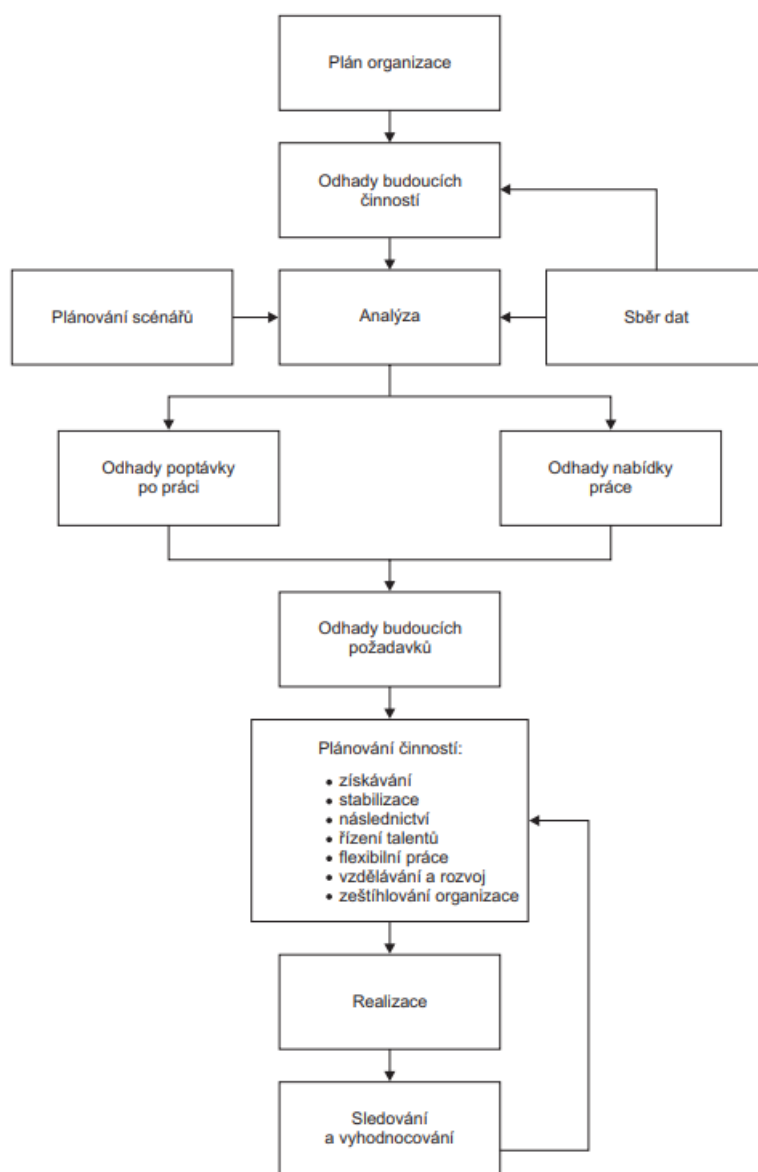 Plán organizace
Odhady budoucích
činností
Plánování scénářů
Analýza
Sběr dat
Odhady poptávky
po práci
Odhady nabídky
práce
Odhady budoucích
požadavků
Plánování činností:
• získávání
• stabilizace
• následnictví
• řízení talentů
• flexibilní práce
• vzdělávání a rozvoj
• zeštíhlování organizace
Realizace
Sledování
a vyhodnocování